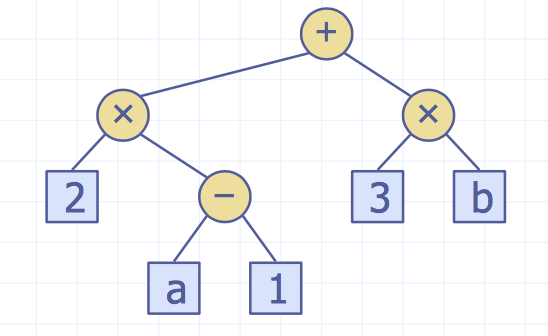 +
× ×
2 − 3 b
a 1